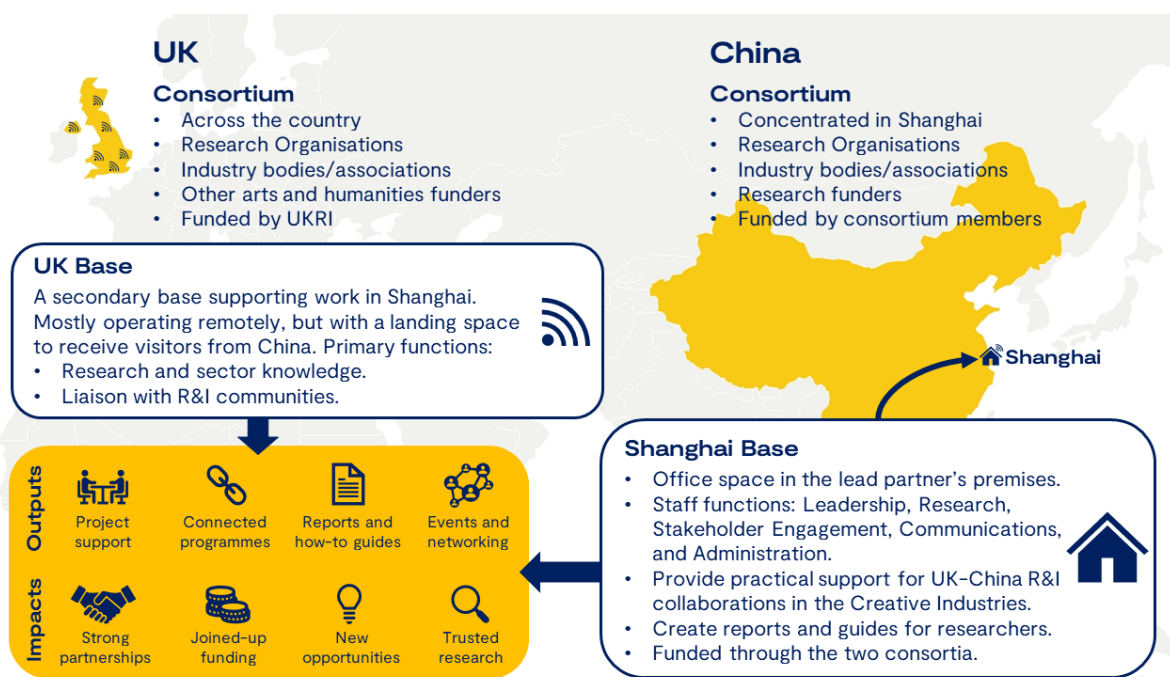 UK
Consortium
• Across the country
• Research Organisations
• Industry bodies/associations
• Other arts and humanities funders
• Funded by UKRI
China
Consortium
• Concentrated in Shanghai
• Research Organisations
• Industry bodies/associations
• Research funders
• Funded by consortium members
UK Base
A secondary base supporting work in Shanghai.
Mostly operating remotely, but with a landing space
to receive visitors from China. Primary functions:
• Research and sector knowledge.
• Liaison with R&I communities.
Shanghai
Shanghai Base
• Office space in the lead partner's premises.
• Staff functions: Leadership, Research,
Stakeholder Engagement, Communications,
and Administration.
• Provide practical support for UK-China R&I
collaborations in the Creative Industries.
• Create reports and guides for researchers.
• Funded through the two consortia.
Outputs
Project
support
Connected
programmes
Reports and
how-to guides
Events and
networking
Impacts
Strong
partnerships
Joined-up
funding
New
opportunities
Trusted
research